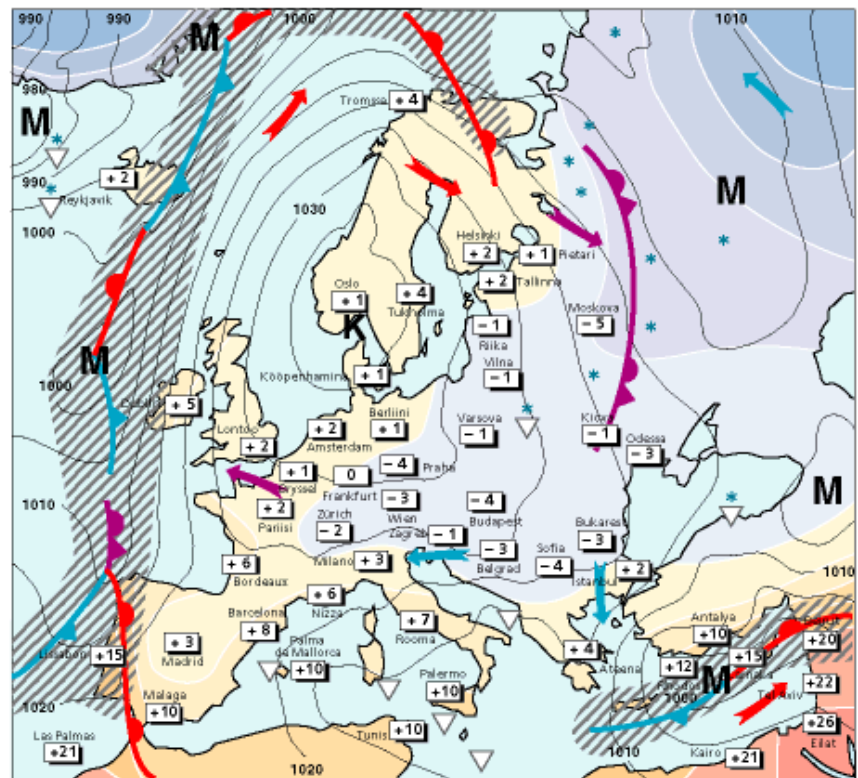 990
990
1000
1010
M
980
M
Tromssa +4
990
+2
Reykjavik
M
1030
1000
Helsinki
+2
+1 Pietari
+2 Tallinna
Oslo
+1
+4
Tukholma
K
Moskova
-5
-1
Riika
M
1000
Vilna
-1
Kööpenhamina +1
Dublin +5
Berliini
+1
Lontoo
+2
+2
Amsterdam
Varsova
-1
Kiova
-1
Odessa
-3
+1
Bryssel
-4 Praha
0
Frankfurt
M
1010
+2
Pariisi
-3
Wien
-4
Budapest
Zürich
-2
Zagreb -1
Bukarest
-3
Milano +3
-3
Belgrad
Sofia
-4
Istanbul +2
1010
+6
Bordeaux
+6
Nizza
Barcelona
+8
+7
Rooma
Antalya
+10
+20
+3
Madrid
Lissabon +15
Palma
de Mallorca
+10
+4
Ateena
+15
+12
Rhodos
M
1000
Palermo
+10
+22
Tel Aviv
Malaga
+10
1020
Tunis +10
+26
Eilat
Las Palmas
+21
1010
Kairo +21
1020